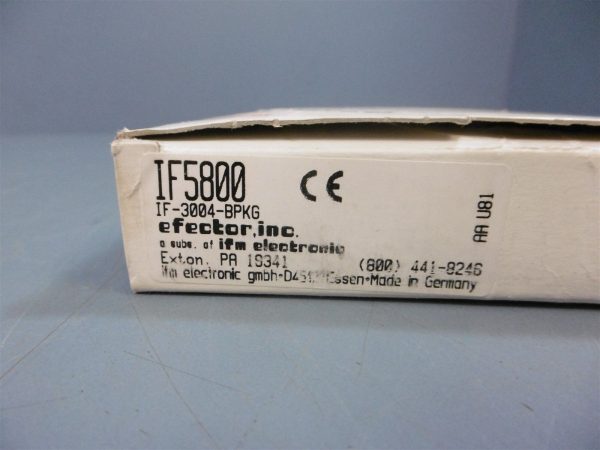 IF5800
CE
IF-3004-BPKG
efector,inc.
a subs. of ifm electronic
Exton, PA 19341
(800) 441-8246
ifm electronic gmbh•Essen•Made in Germany
AA U81